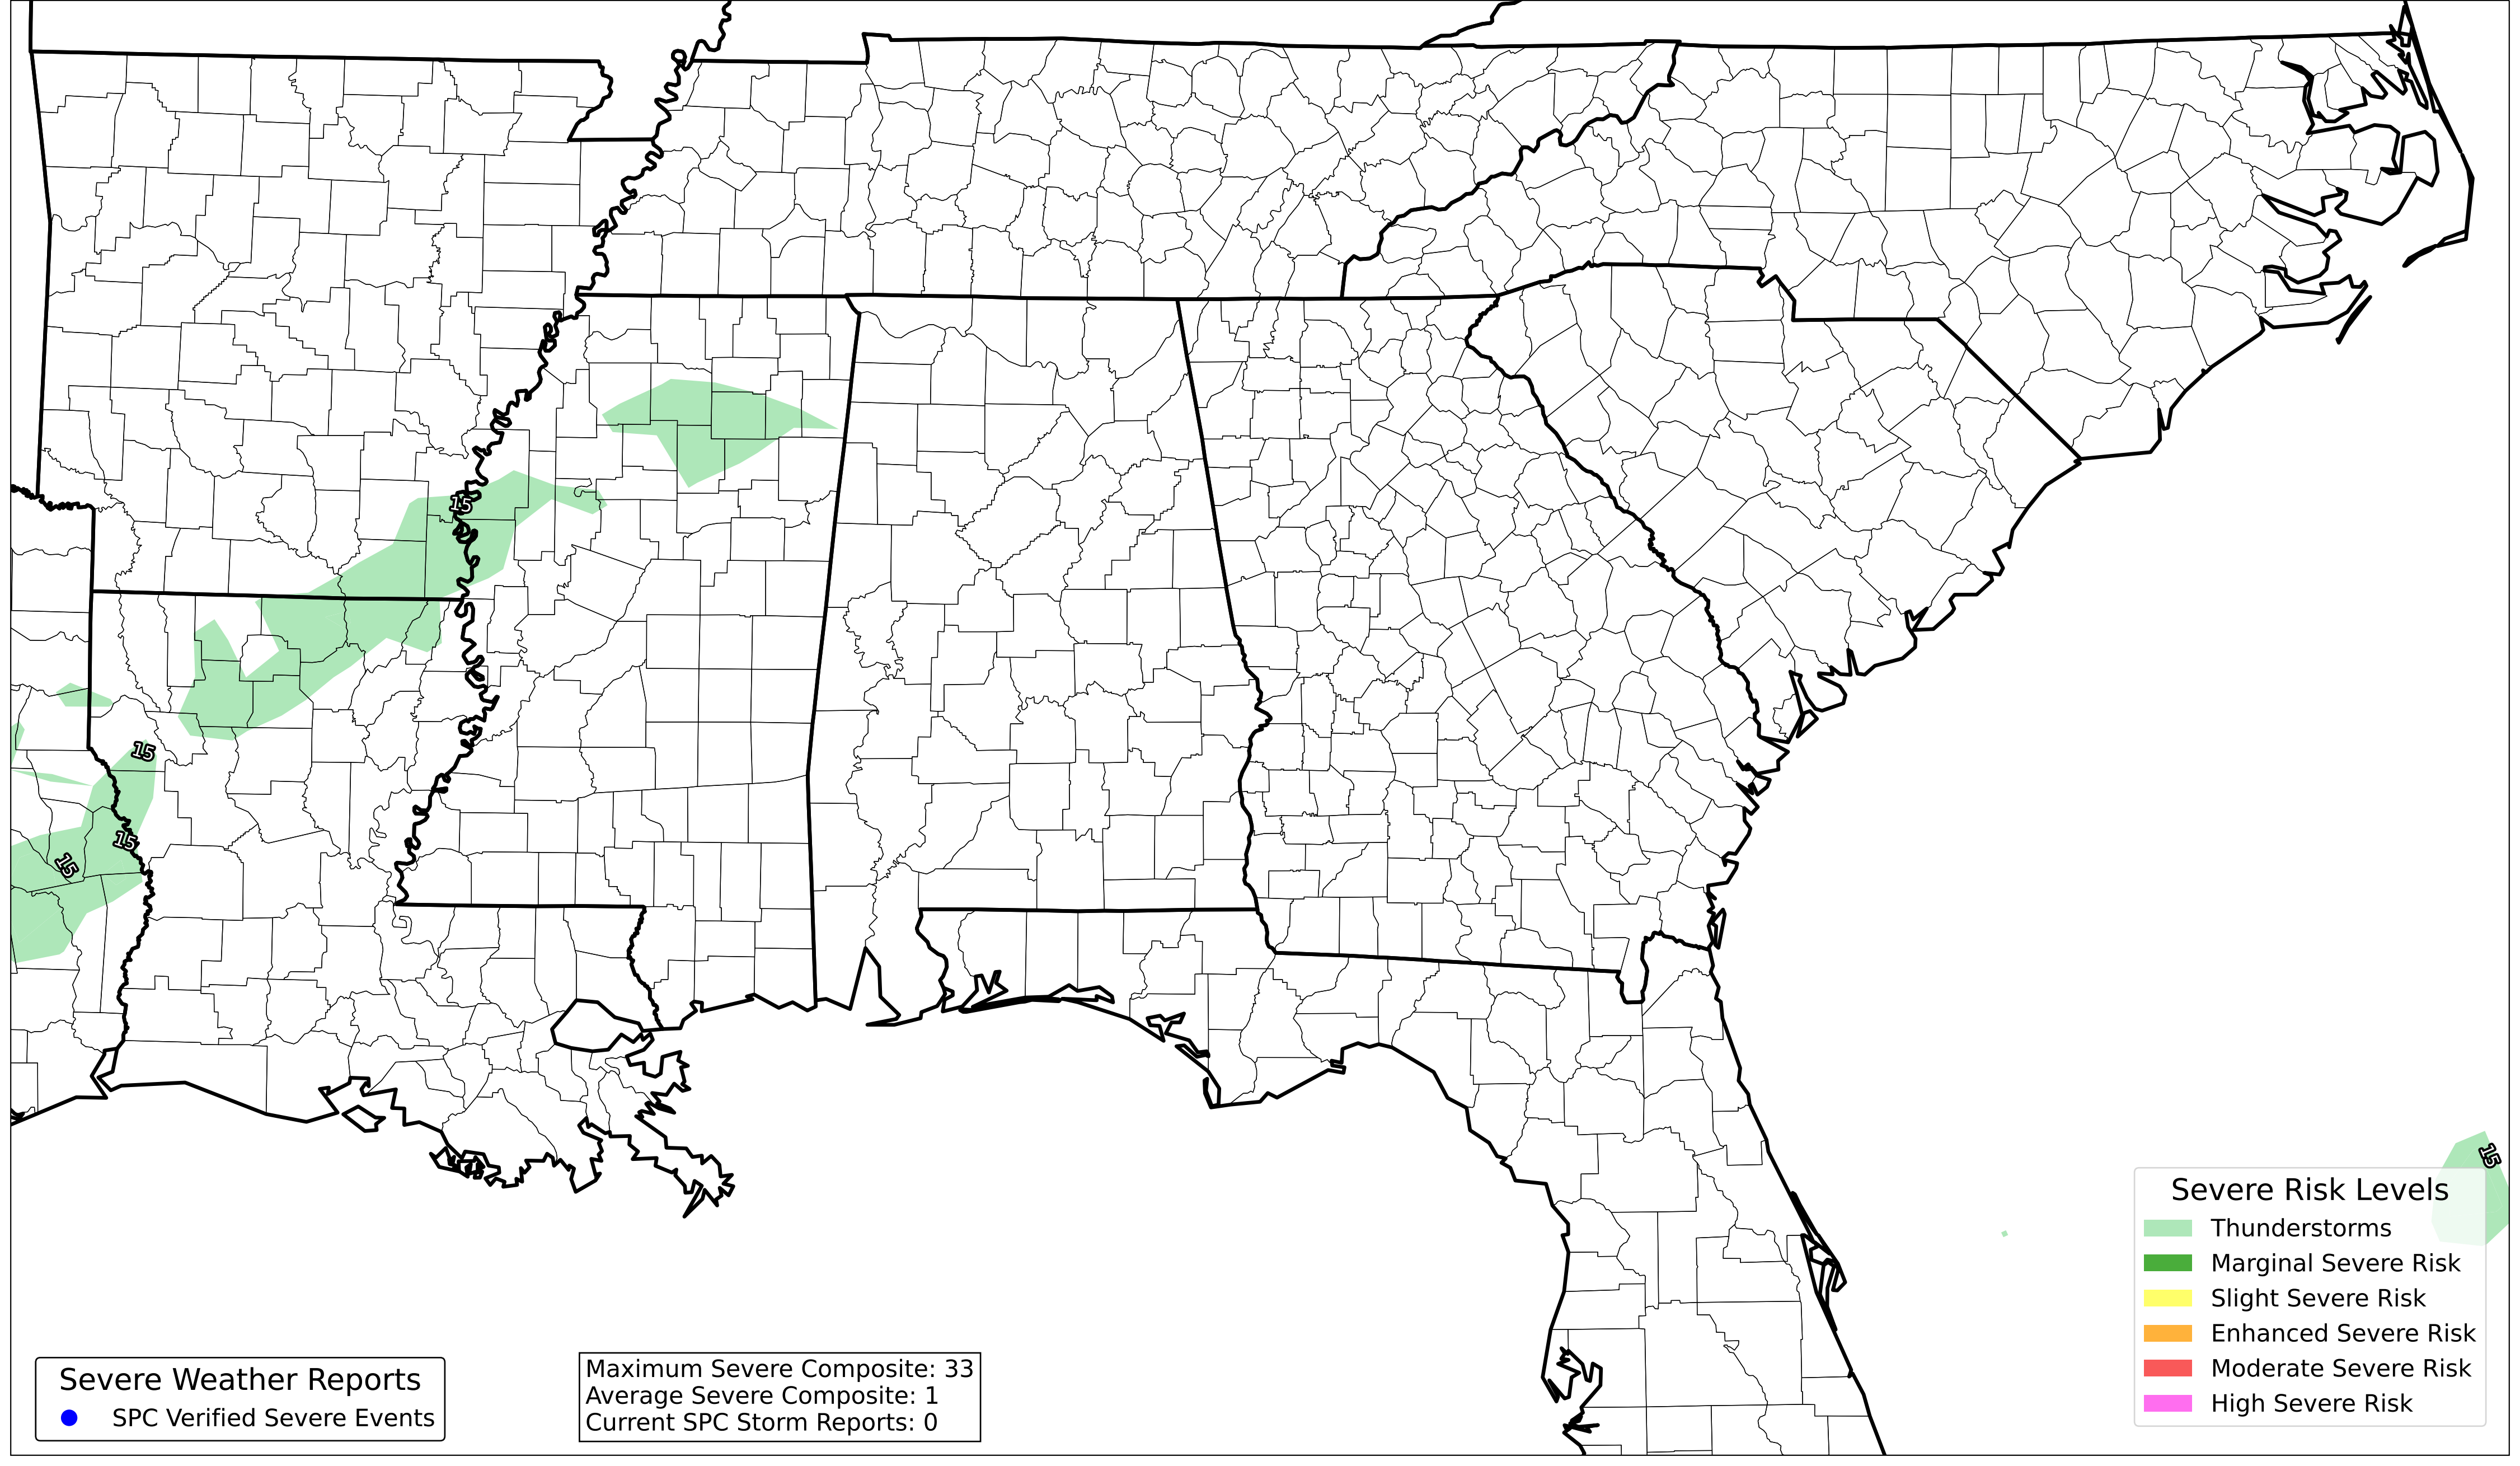 15
15
15
15
15
Severe Risk Levels
Thunderstorms
Marginal Severe Risk
Slight Severe Risk
Enhanced Severe Risk
Moderate Severe Risk
High Severe Risk
Severe Weather Reports
SPC Verified Severe Events
Maximum Severe Composite: 33
Average Severe Composite: 1
Current SPC Storm Reports: 0